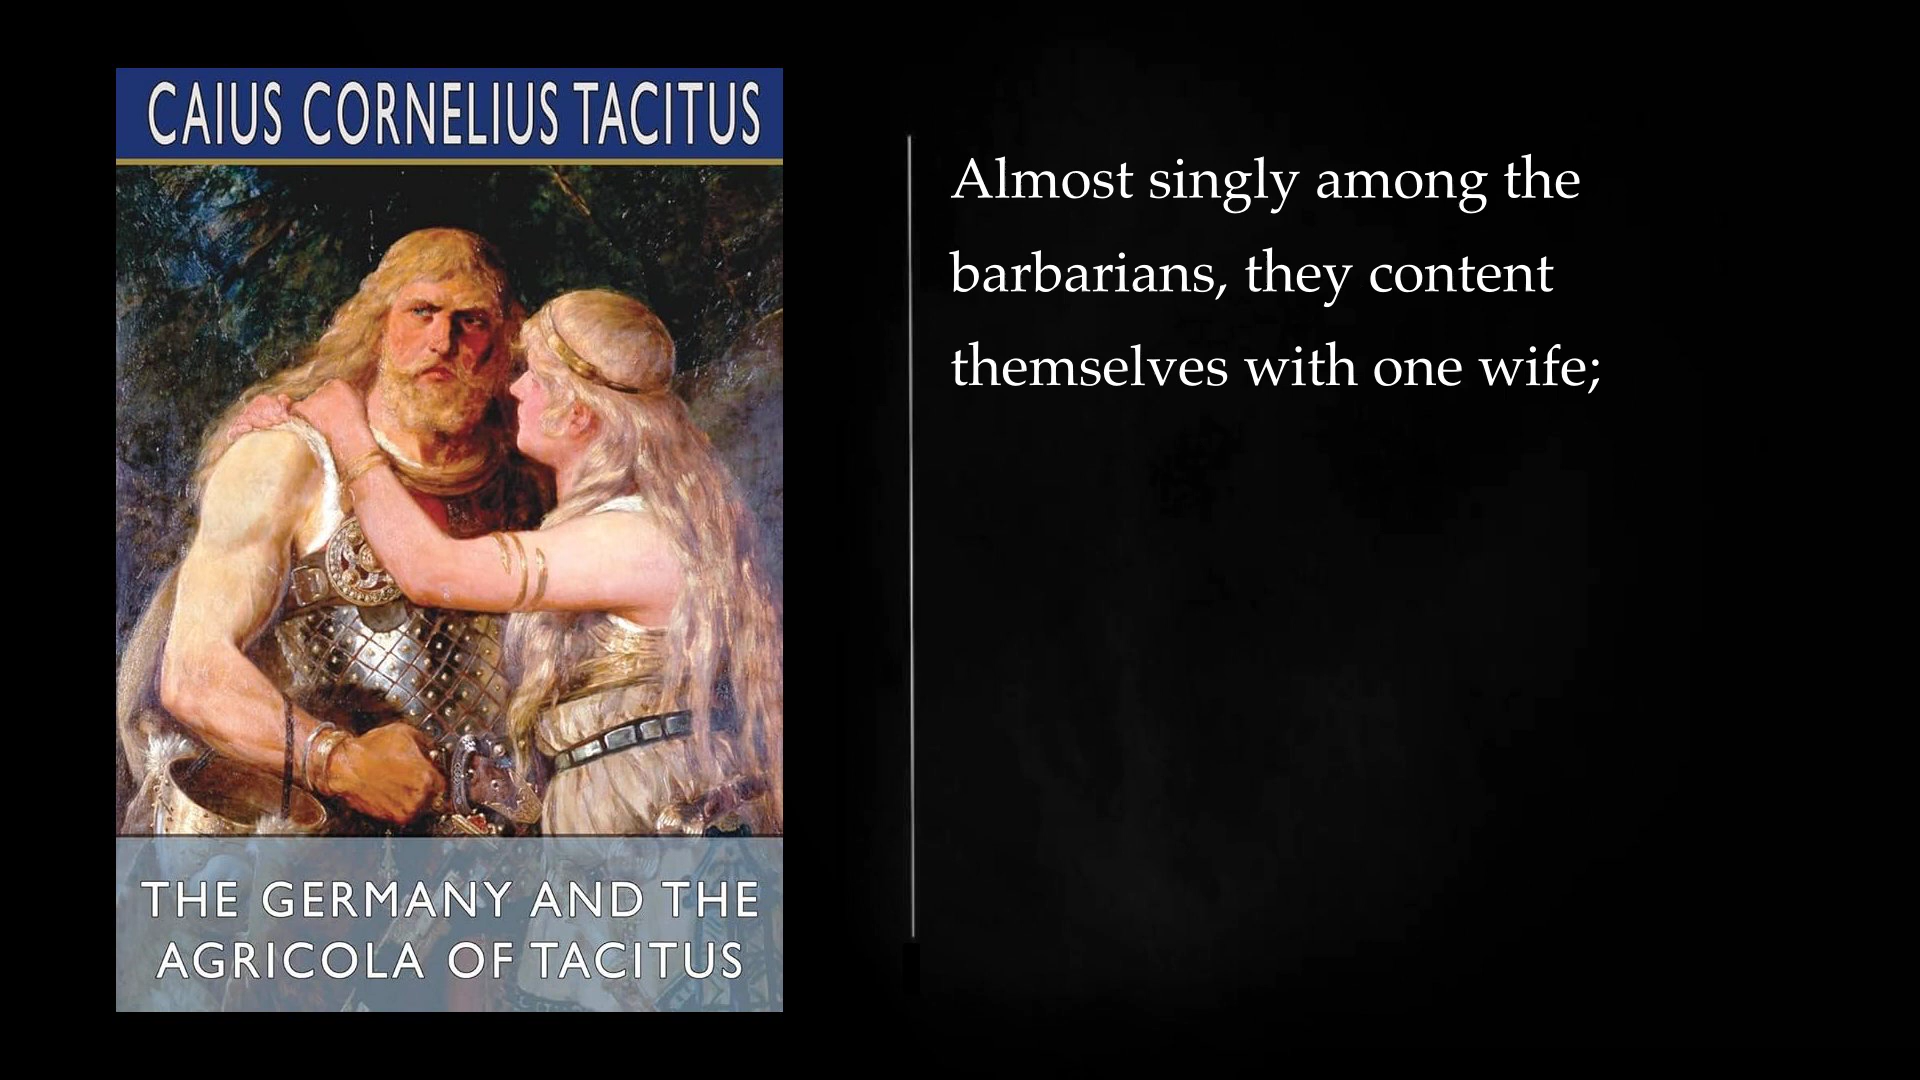 CAIUS CORNELIUS TACITUS
THE GERMANY AND THE
AGRICOLA OF TACITUS
Almost singly among the
barbarians, they content
themselves with one wife;